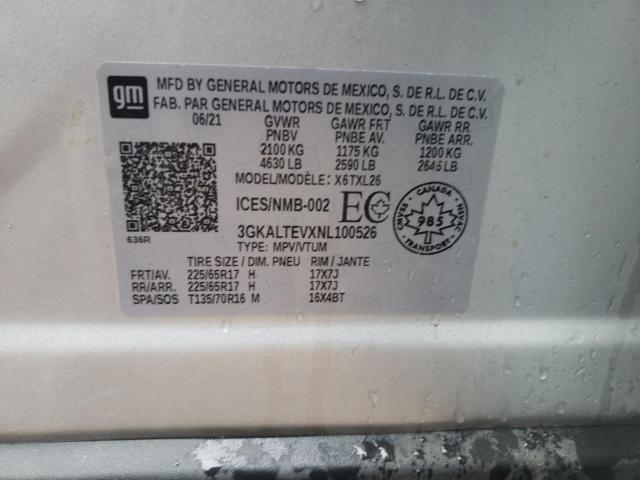 gm
MFD BY GENERAL MOTORS DE MEXICO, S. DE R.L. DE C.V.
FAB. PAR GENERAL MOTORS DE MEXICO, S. DE R.L. DE C.V.
06/21 GVWR GAWR FRT GAWR RR
PNBV PNBE AV. PNBE ARR.
2100 KG 1175 KG 1200 KG
4630 LB 2590 LB 2645 LB
MODEL/MODÈLE: X6TXL26
ICES/NMB-002 EC
CANADA
985
CMVSS NSVAC
636R
3GKALTEVXNL100526
TYPE: MPV/VTUM
TIRE SIZE / DIM. PNEU RIM / JANTE
FRT/AV. 225/65R17 H 17X7J
RR/ARR. 225/65R17 H 17X7J
SPA/SOS T135/70R16 M 16X4BT